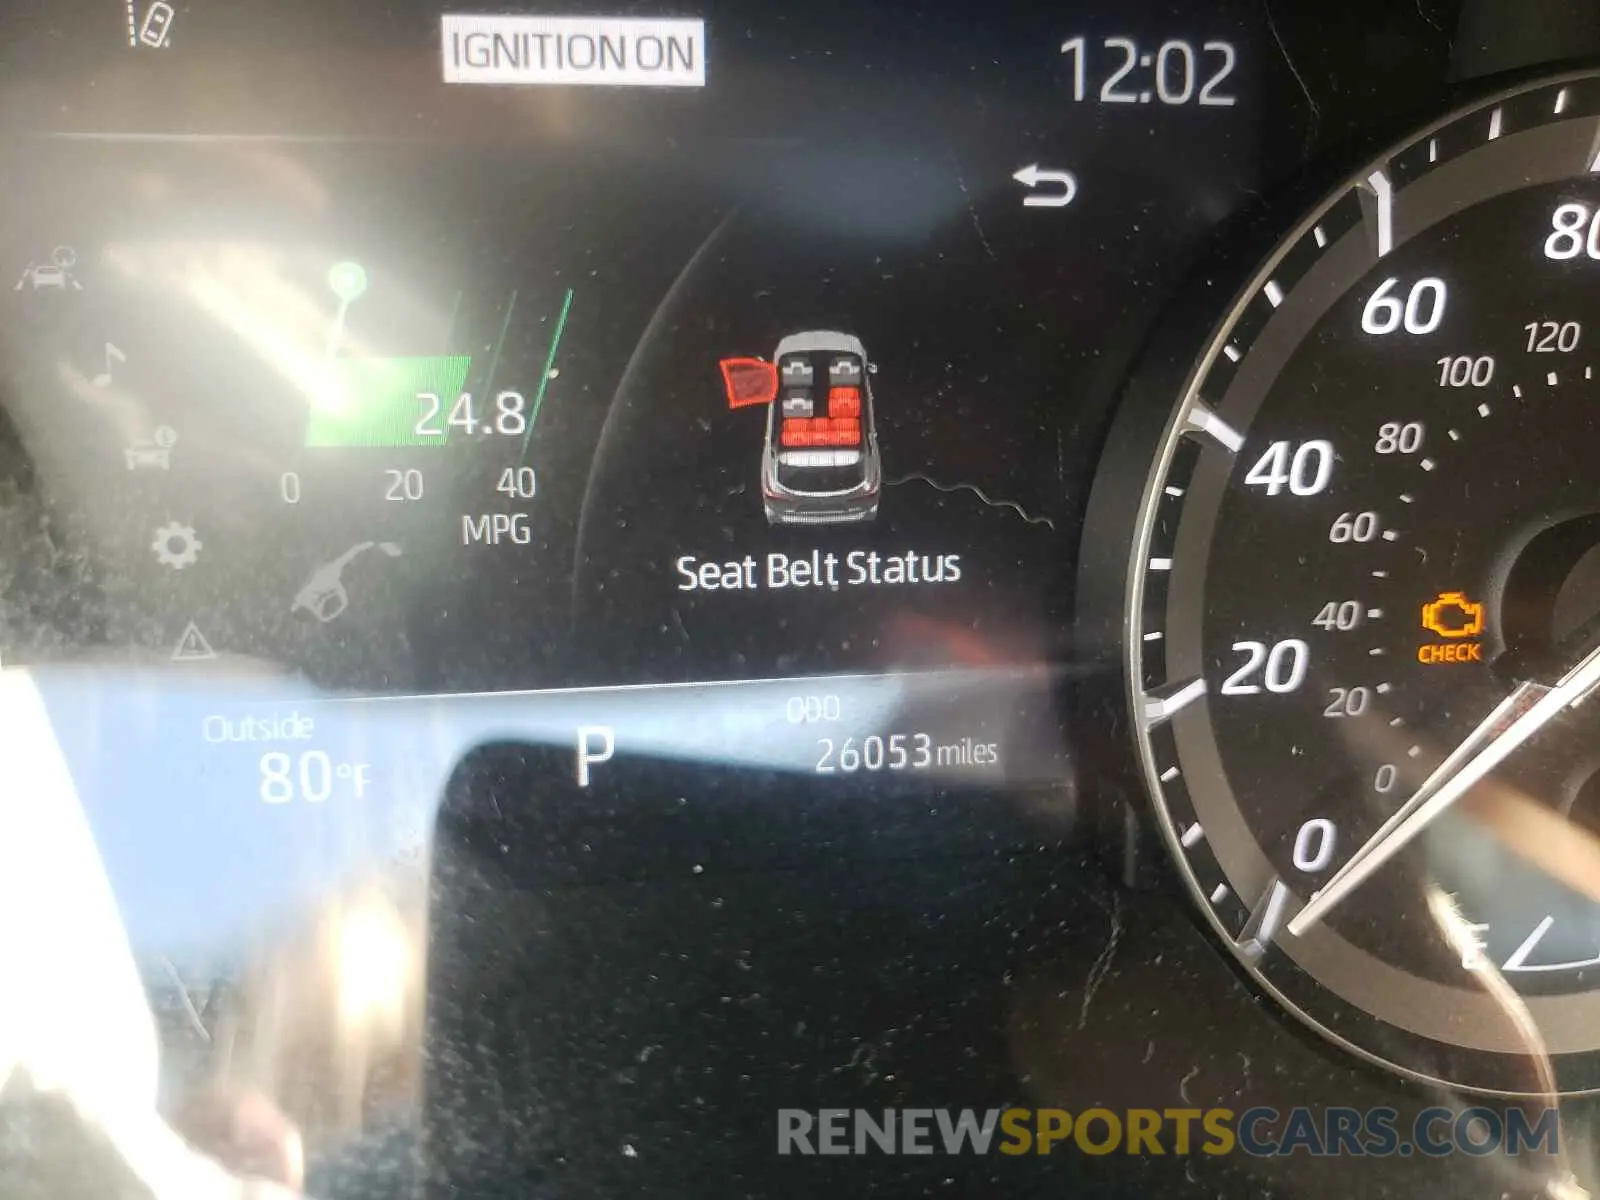 IGNITION ON
12:02
24.8
0 20 40
MPG
Seat Belt Status
Outside
80°F
P
ODO
26053 miles
80
60
40
20
0
120
100
80
60
40
20
0
CHECK
E
RENEWSPORTSCARS.COM